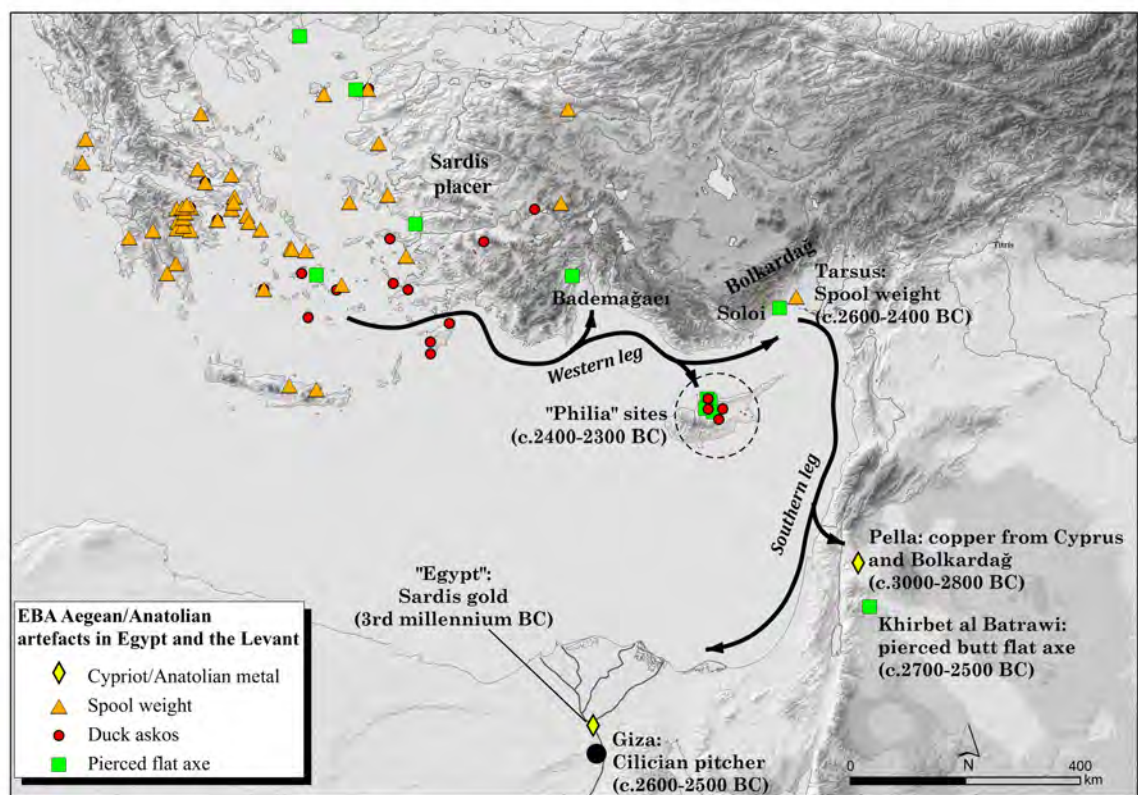 Sardis
placer
Bolkardağ
Titris
Tarsus:
Spool weight
(c.2600-2400 BC)
Soloi
Bademağaeı
Western leg
"Philia" sites
(c.2400-2300 BC)
Southern leg
Pella: copper from Cyprus
and Bolkardağ
(c.3000-2800 BC)
Khirbet al Batrawi:
pierced butt flat axe
(c.2700-2500 BC)
"Egypt":
Sardis gold
(3rd millennium BC)
Giza:
Cilician pitcher
(c.2600-2500 BC)
EBA Aegean/Anatolian
artefacts in Egypt and the Levant
Cypriot/Anatolian metal
Spool weight
Duck askos
Pierced flat axe
N
0
400
km